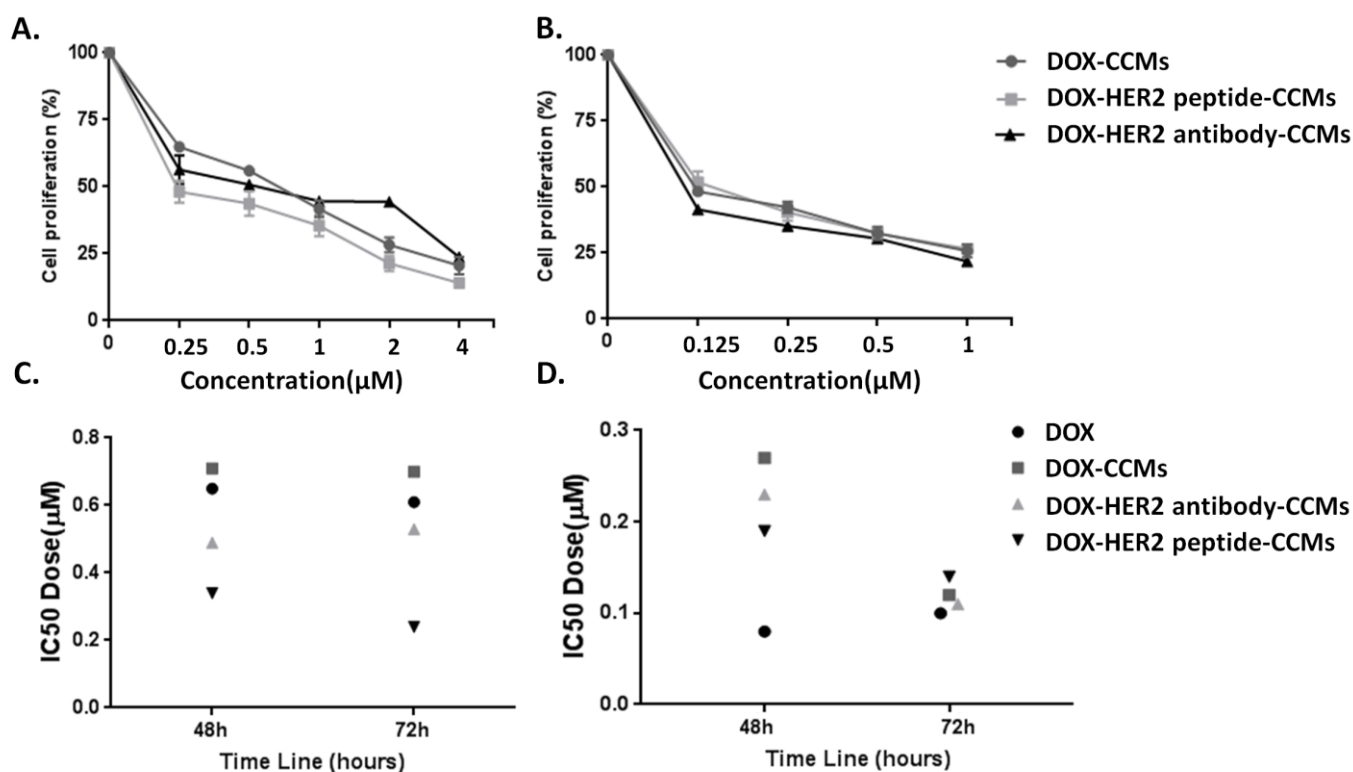 A.
100
75
50
25
0
Cell proliferation (%)
0 0.25 0.5 1 2 4
Concentration(μM)
B.
100
75
50
25
0
Cell proliferation (%)
0 0.125 0.25 0.5 1
Concentration(μM)
DOX-CCMs
DOX-HER2 peptide-CCMs
DOX-HER2 antibody-CCMs
C.
0.8
0.6
0.4
0.2
0.0
IC50 Dose(μM)
48h 72h
Time Line (hours)
D.
0.3
0.2
0.1
0.0
IC50 Dose(μM)
48h 72h
Time Line (hours)
DOX
DOX-CCMs
DOX-HER2 antibody-CCMs
DOX-HER2 peptide-CCMs